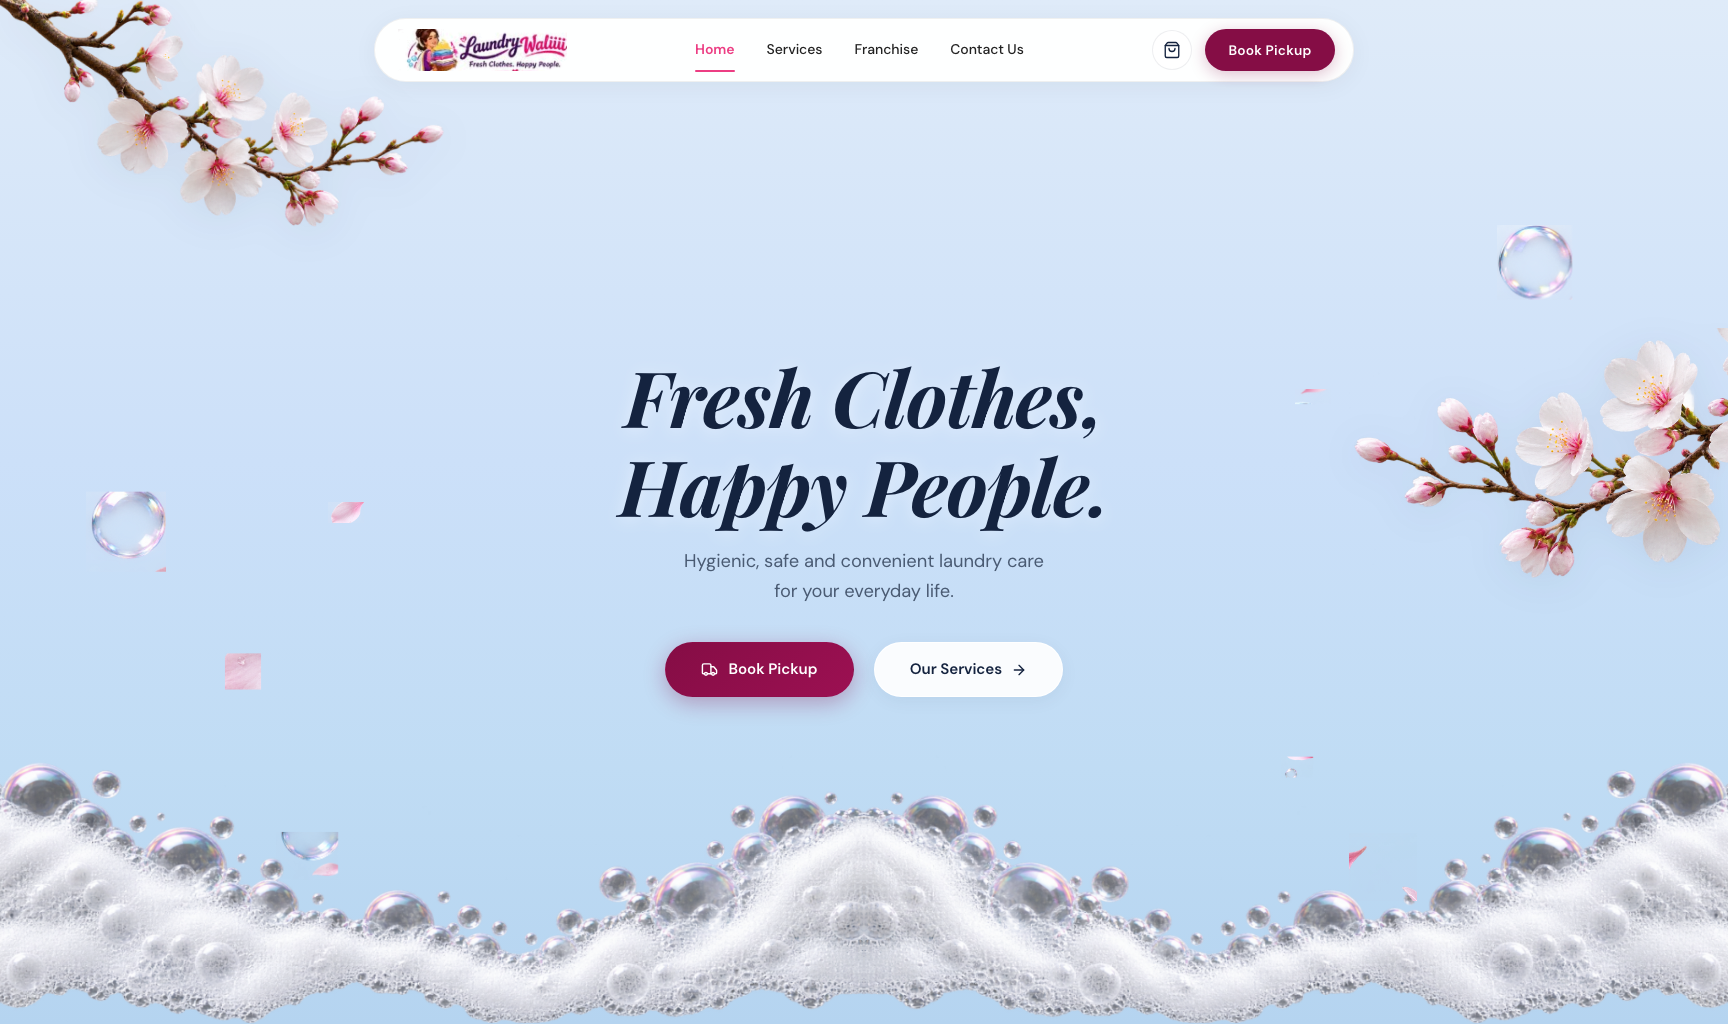 LaundryWaliiii
Fresh Clothes. Happy People.
Home
Services
Franchise
Contact Us
Book Pickup
Fresh Clothes,
Happy People.
Hygienic, safe and convenient laundry care
for your everyday life.
Book Pickup
Our Services